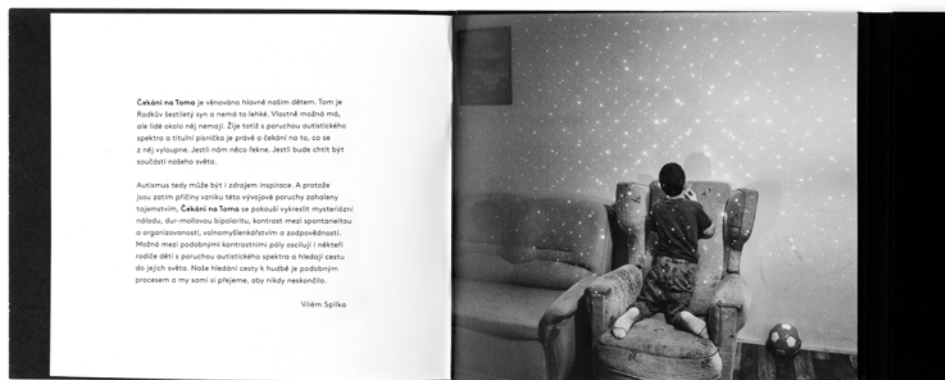 Čekání na Toma je věnováno hlavně našim dětem. Tom je
Radkův šestiletý syn a nemá to lehké. Vlastně možná má,
ale lidé okolo něj nemají. Žije totiž s poruchou autistického
spektra a titulní písnička je právě o čekání na to, co se
z něj vyloupne. Jestli nám něco řekne. Jestli bude chtít být
součástí našeho světa.
Autismus tedy může být i zdrojem inspirace. A protože
jsou zatím příčiny vzniku této vývojové poruchy zahaleny
tajemstvím, Čekání na Toma se pokouší vykreslit mysteriózní
náladu, dur-mollovou bipolaritu, kontrast mezi spontaneitou
a organizovaností, volnomyšlenkářstvím a zodpovědností.
Možná mezi podobnými kontrastními póly oscilují i někteří
rodiče dětí s poruchou autistického spektra a hledají cestu
do jejich světa. Naše hledání cesty k hudbě je podobným
procesem a my sami si přejeme, aby nikdy neskončilo.
Vilém Spilka